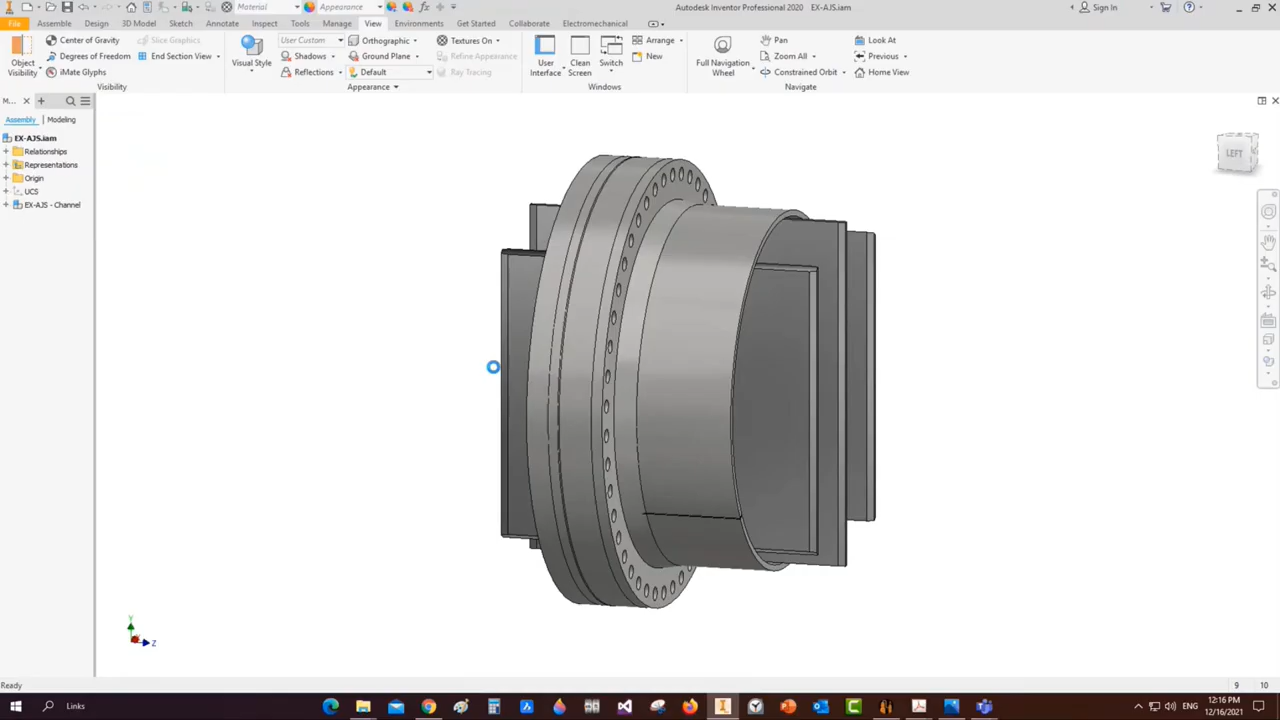 Material
Appearance
Autodesk Inventor Professional 2020 EX-AJS.iam
Sign In
File
Assemble
Design
3D Model
Sketch
Annotate
Inspect
Tools
Manage
View
Environments
Get Started
Collaborate
Electromechanical
Object
Visibility
Center of Gravity
Degrees of Freedom
iMate Glyphs
Slice Graphics
End Section View
Visibility
Visual Style
User Custom
Shadows
Reflections
Orthographic
Ground Plane
Default
Textures On
Refine Appearance
Ray Tracing
Appearance
User
Interface
Clean
Screen
Switch
Arrange
New
Windows
Full Navigation
Wheel
Pan
Zoom All
Constrained Orbit
Look At
Previous
Home View
Navigate
M...
Assembly
Modeling
EX-AJS.iam
Relationships
Representations
Origin
UCS
EX-AJS - Channel
LEFT
Y
Z
Ready
9
10
Links
ENG
12:16 PM
12/16/2021